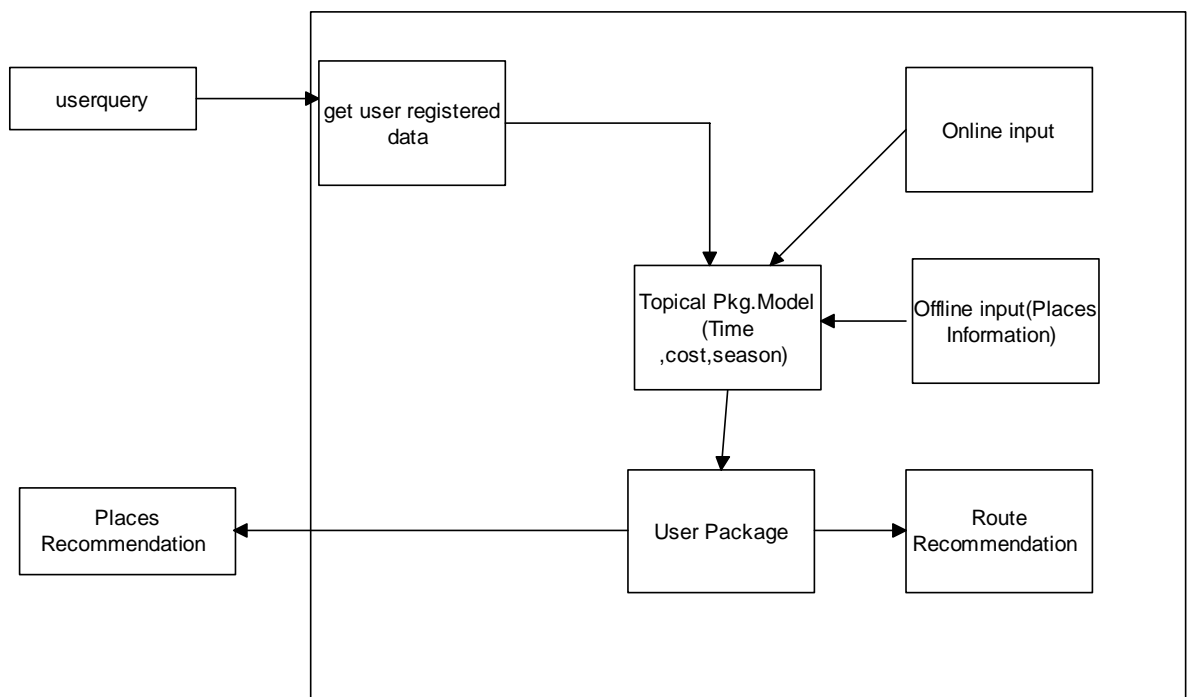 userquery
get user registered
data
Online input
Topical Pkg.Model
(Time
,cost,season)
Offline input(Places
Information)
Places
Recommendation
User Package
Route
Recommendation